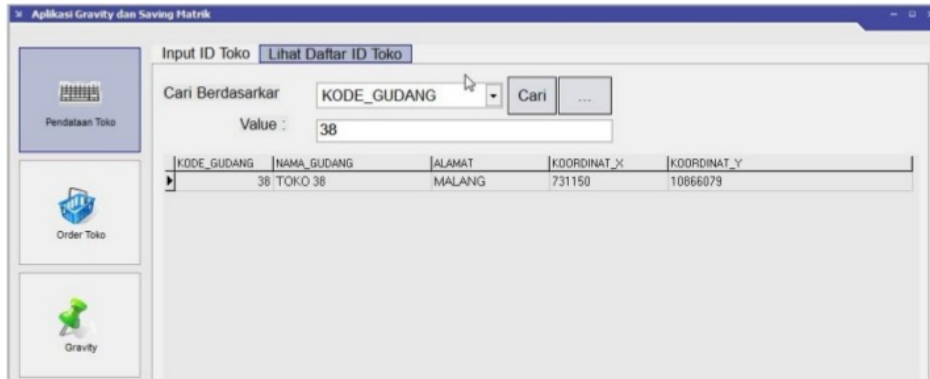 Aplikasi Gravity dan Saving Matrik
Input ID Toko Lihat Daftar ID Toko
Cari Berdasarkar KODE_GUDANG Cari ...
Value : 38
KODE_GUDANG NAMA_GUDANG ALAMAT KOORDINAT_X KOORDINAT_Y
38 TOKO 38 MALANG 731150 10866079
Pendataan Toko
Order Toko
Gravity